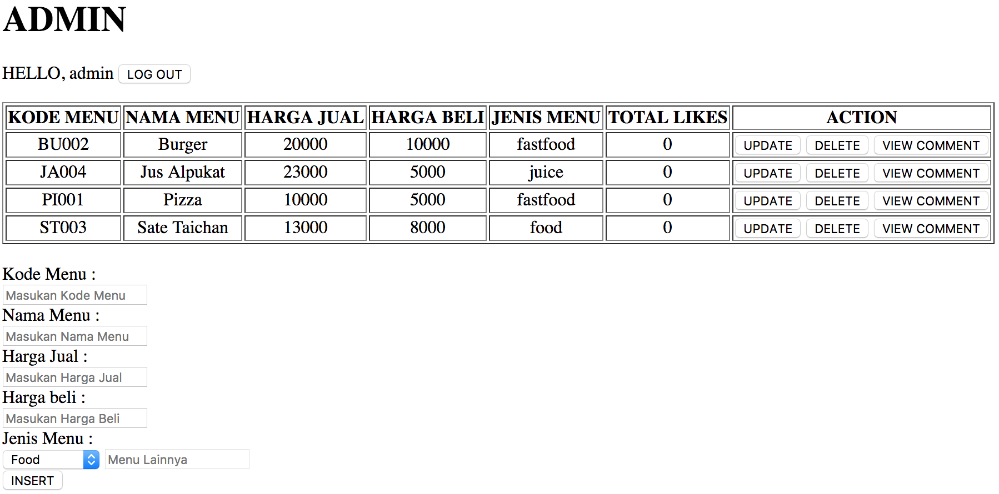 ADMIN
HELLO, admin LOG OUT
KODE MENU NAMA MENU HARGA JUAL HARGA BELI JENIS MENU TOTAL LIKES ACTION
BU002 Burger 20000 10000 fastfood 0 UPDATE DELETE VIEW COMMENT
JA004 Jus Alpukat 23000 5000 juice 0 UPDATE DELETE VIEW COMMENT
PI001 Pizza 10000 5000 fastfood 0 UPDATE DELETE VIEW COMMENT
ST003 Sate Taichan 13000 8000 food 0 UPDATE DELETE VIEW COMMENT
Kode Menu :
Masukan Kode Menu
Nama Menu :
Masukan Nama Menu
Harga Jual :
Masukan Harga Jual
Harga beli :
Masukan Harga Beli
Jenis Menu :
Food Menu Lainnya
INSERT